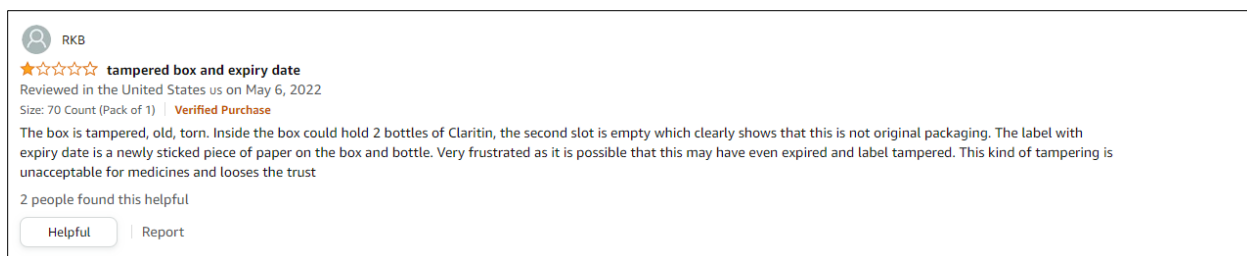 RKB
tampered box and expiry date
Reviewed in the United States us on May 6, 2022
Size: 70 Count (Pack of 1) | Verified Purchase
The box is tampered, old, torn. Inside the box could hold 2 bottles of Claritin, the second slot is empty which clearly shows that this is not original packaging. The label with
expiry date is a newly sticked piece of paper on the box and bottle. Very frustrated as it is possible that this may have even expired and label tampered. This kind of tampering is
unacceptable for medicines and looses the trust
2 people found this helpful
Helpful | Report